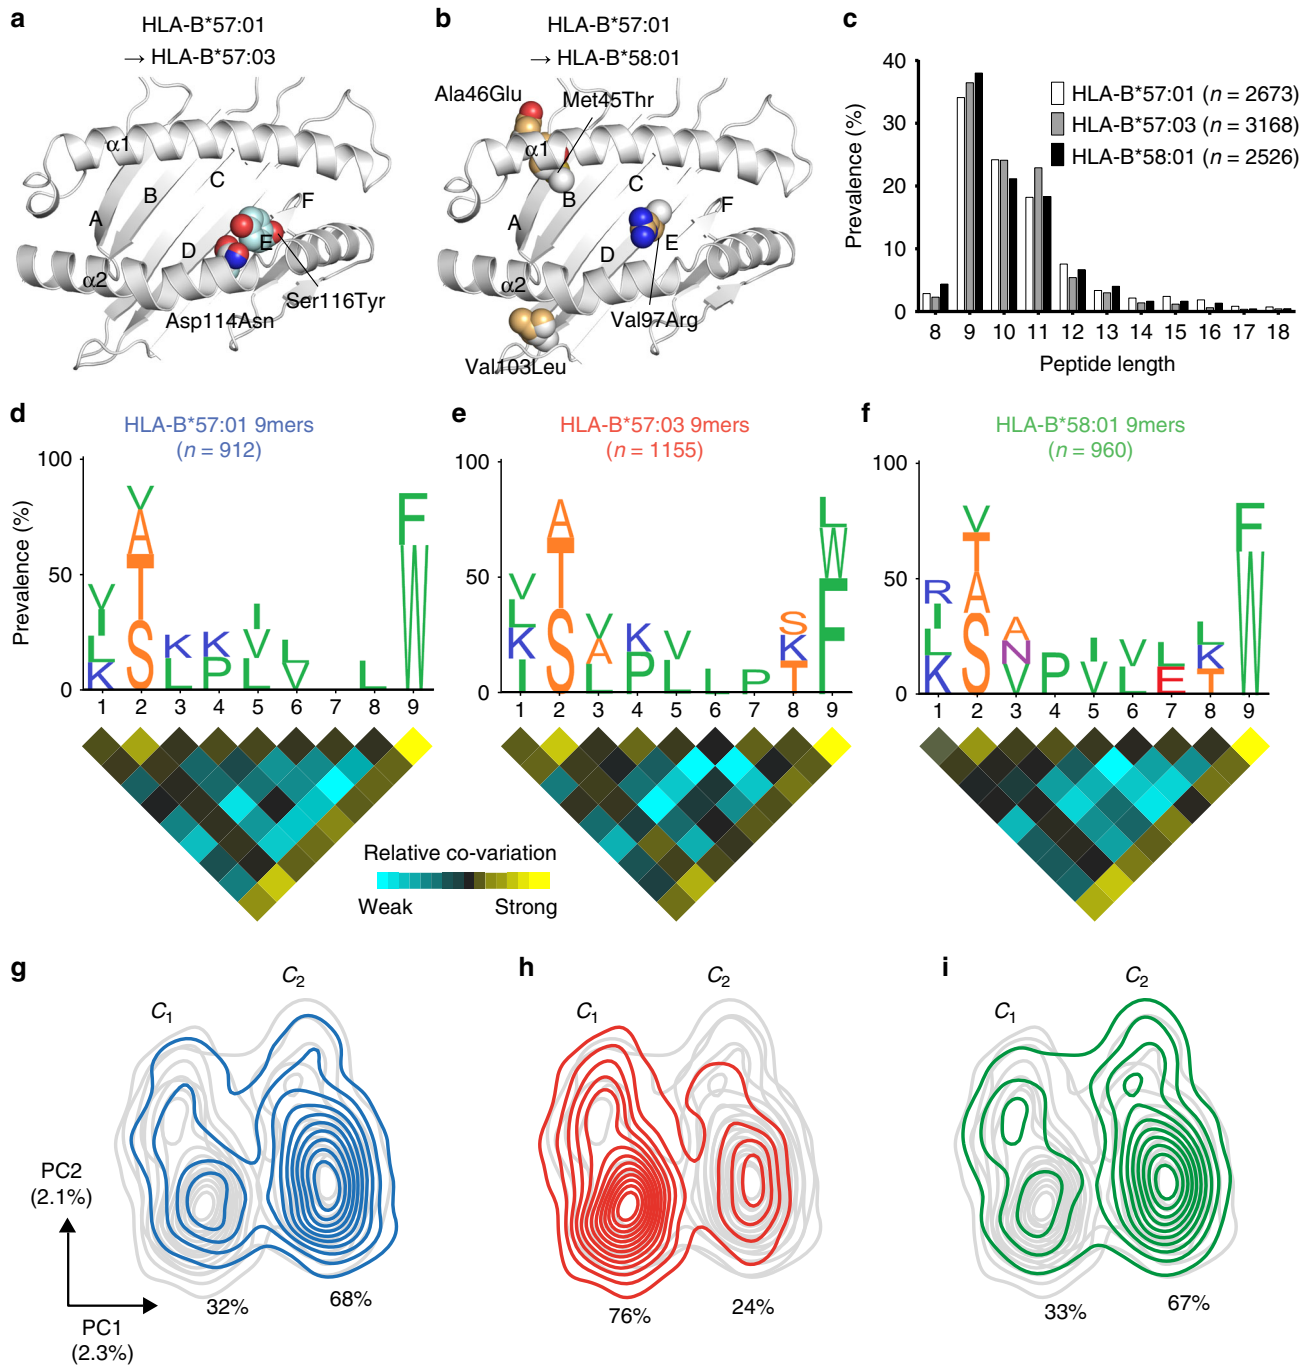 a
HLA-B*57:01
→ HLA-B*57:03
α1
A
B
C
D
E
F
α2
Ser116Tyr
Asp114Asn
b
HLA-B*57:01
→ HLA-B*58:01
Ala46Glu
Met45Thr
α1
A
B
C
D
E
F
α2
Val97Arg
Val103Leu
c
Prevalence (%)
40
30
20
10
0
HLA-B*57:01 (n = 2673)
HLA-B*57:03 (n = 3168)
HLA-B*58:01 (n = 2526)
8 9 10 11 12 13 14 15 16 17 18
Peptide length
d
HLA-B*57:01 9mers
(n = 912)
Prevalence (%)
100
50
0
Y I L K
V A T S
K L
K P
I V L
L V
L
F W
1 2 3 4 5 6 7 8 9
e
HLA-B*57:03 9mers
(n = 1155)
100
50
0
V L K I
A T S
V A L
K P
V L
L
P
S K T
L W F
1 2 3 4 5 6 7 8 9
f
HLA-B*58:01 9mers
(n = 960)
100
50
0
R I L K
V T A S
A N V
P
I V
V L
L E
L K T
F W
1 2 3 4 5 6 7 8 9
Relative co-variation
Weak Strong
g
C1
C2
PC2
(2.1%)
PC1
(2.3%)
32%
68%
h
C1
C2
76%
24%
i
C1
C2
33%
67%